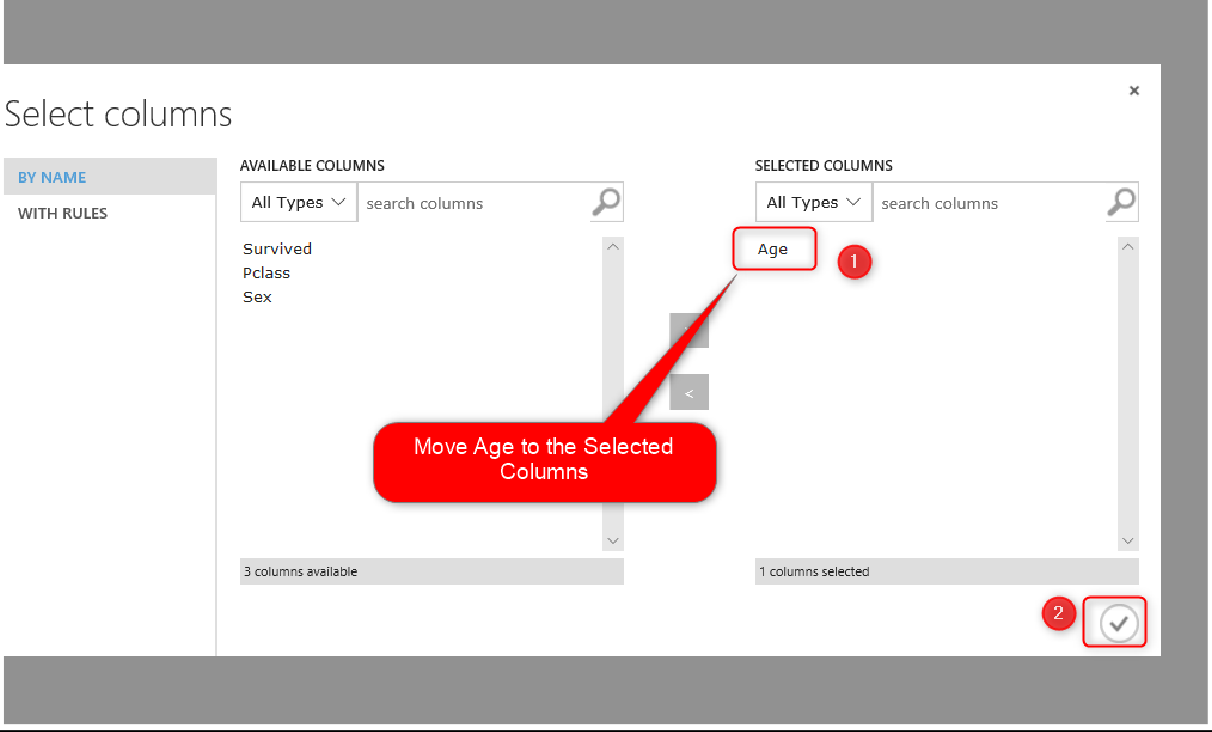 ×
Select columns
BY NAME
WITH RULES
AVAILABLE COLUMNS
All Types
search columns
Survived
Pclass
Sex
3 columns available
<
SELECTED COLUMNS
All Types
search columns
Age
1
1 columns selected
2
Move Age to the Selected
Columns